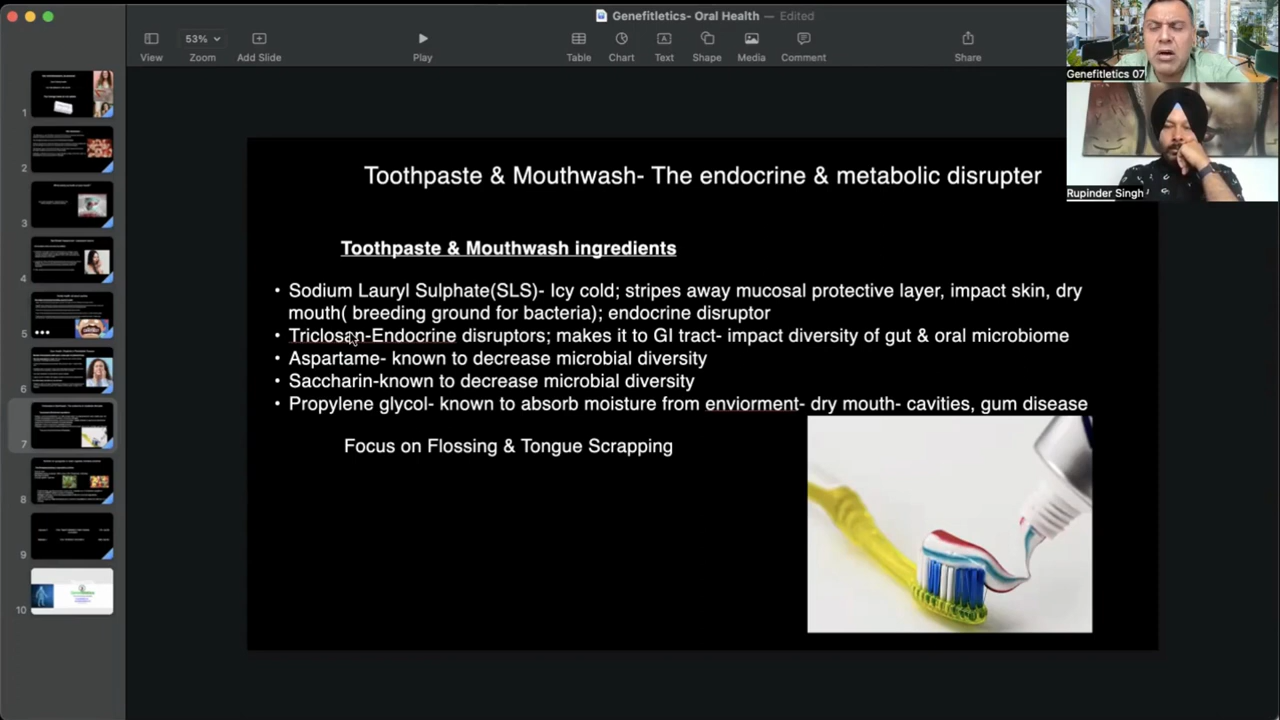 Genefitletics- Oral Health — Edited
View
53%
Zoom
Add Slide
Play
Table
Chart
Text
Shape
Media
Comment
Share
Genefitletics 07
Rupinder Singh
1
2
3
4
5
6
7
8
9
10
Toothpaste & Mouthwash- The endocrine & metabolic disrupter
Toothpaste & Mouthwash ingredients
• Sodium Lauryl Sulphate(SLS)- Icy cold; stripes away mucosal protective layer, impact skin, dry
mouth( breeding ground for bacteria); endocrine disruptor
• Triclosan-Endocrine disruptors; makes it to GI tract- impact diversity of gut & oral microbiome
• Aspartame- known to decrease microbial diversity
• Saccharin-known to decrease microbial diversity
• Propylene glycol- known to absorb moisture from enviorment- dry mouth- cavities, gum disease
Focus on Flossing & Tongue Scrapping